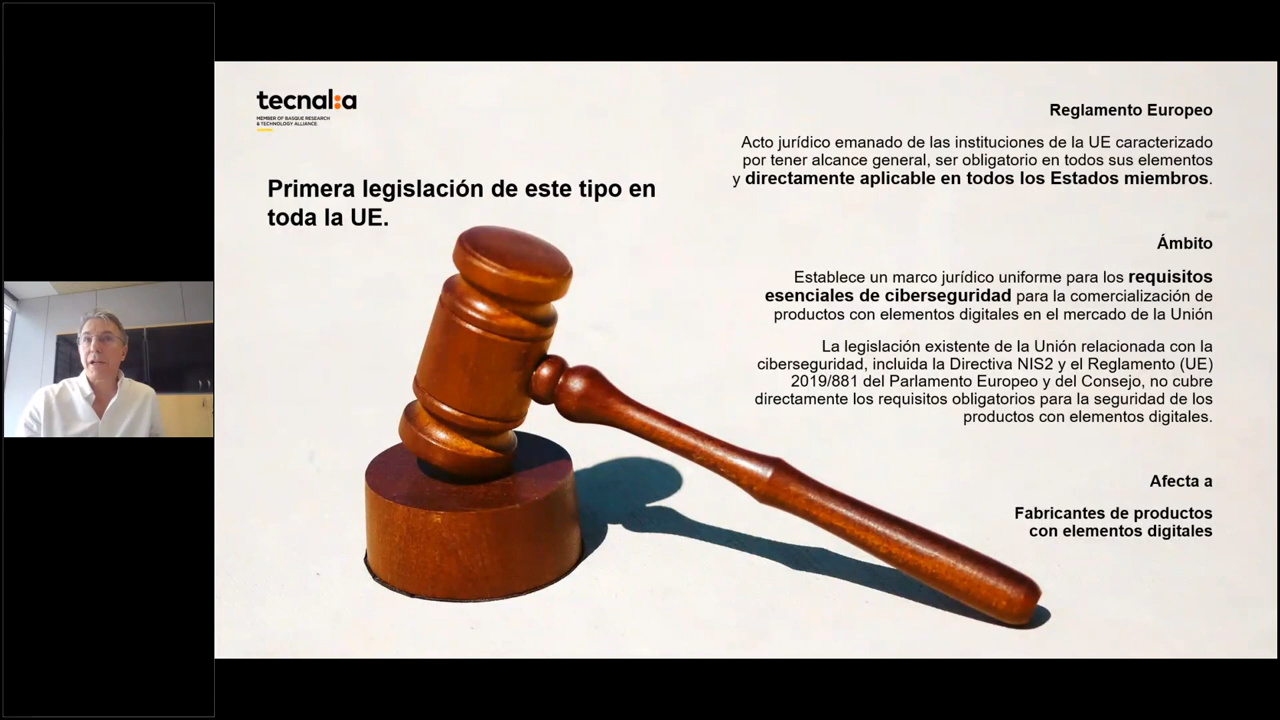 tecnal:a
MEMBER OF BASQUE RESEARCH
& TECHNOLOGY ALLIANCE
Primera legislación de este tipo en
toda la UE.
Reglamento Europeo
Acto jurídico emanado de las instituciones de la UE caracterizado
por tener alcance general, ser obligatorio en todos sus elementos
y directamente aplicable en todos los Estados miembros.
Ámbito
Establece un marco jurídico uniforme para los requisitos
esenciales de ciberseguridad para la comercialización de
productos con elementos digitales en el mercado de la Unión
La legislación existente de la Unión relacionada con la
ciberseguridad, incluida la Directiva NIS2 y el Reglamento (UE)
2019/881 del Parlamento Europeo y del Consejo, no cubre
directamente los requisitos obligatorios para la seguridad de los
productos con elementos digitales.
Afecta a
Fabricantes de productos
con elementos digitales